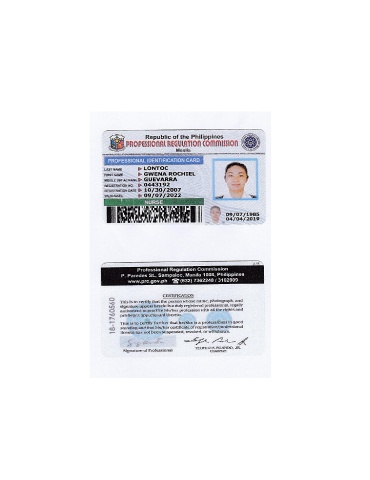 Republic of the Philippines
PROFESSIONAL REGULATION COMMISSION
Manila
PROFESSIONAL IDENTIFICATION CARD
LAST NAME LONTOC
FIRST NAME GWENA ROCHIEL
MIDDLE INITIAL/NAME GUEVARRA
REGISTRATION NO. 0443192
REGISTRATION DATE 10/30/2007
VALID UNTIL 09/07/2022
NURSE
09/07/1985
04/04/2019
Professional Regulation Commission
P. Paredes St., Sampaloc, Manila 1008, Philippines
www.prc.gov.ph (632) 7362248 / 3102009
CERTIFICATION
This is to certify that the person whose name, photograph, and
signature appear herein is a duly registered professional, legally
authorized to practice his/her profession with all the rights and
privileges appurtenant thereto.
This is to certify further that he/she is a professional in good
standing and that his/her certificate of registration/professional
license has not been suspended, revoked or withdrawn.
Signature of Professional
TEOFILO S. PILANDO, JR.
CHAIRMAN